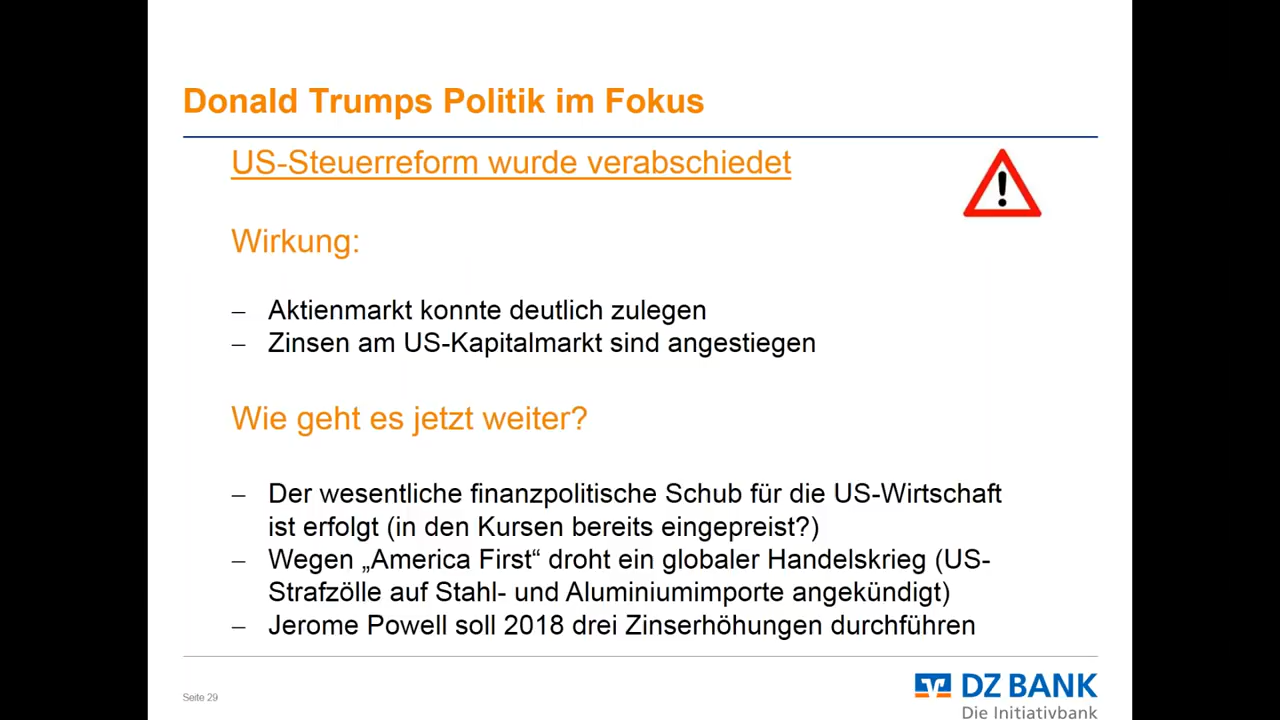 Donald Trumps Politik im Fokus
US-Steuerreform wurde verabschiedet
Wirkung:
– Aktienmarkt konnte deutlich zulegen
– Zinsen am US-Kapitalmarkt sind angestiegen
Wie geht es jetzt weiter?
– Der wesentliche finanzpolitische Schub für die US-Wirtschaft
ist erfolgt (in den Kursen bereits eingepreist?)
– Wegen „America First“ droht ein globaler Handelskrieg (US-
Strafzölle auf Stahl- und Aluminiumimporte angekündigt)
– Jerome Powell soll 2018 drei Zinserhöhungen durchführen
Seite 29
DZ BANK
Die Initiativbank